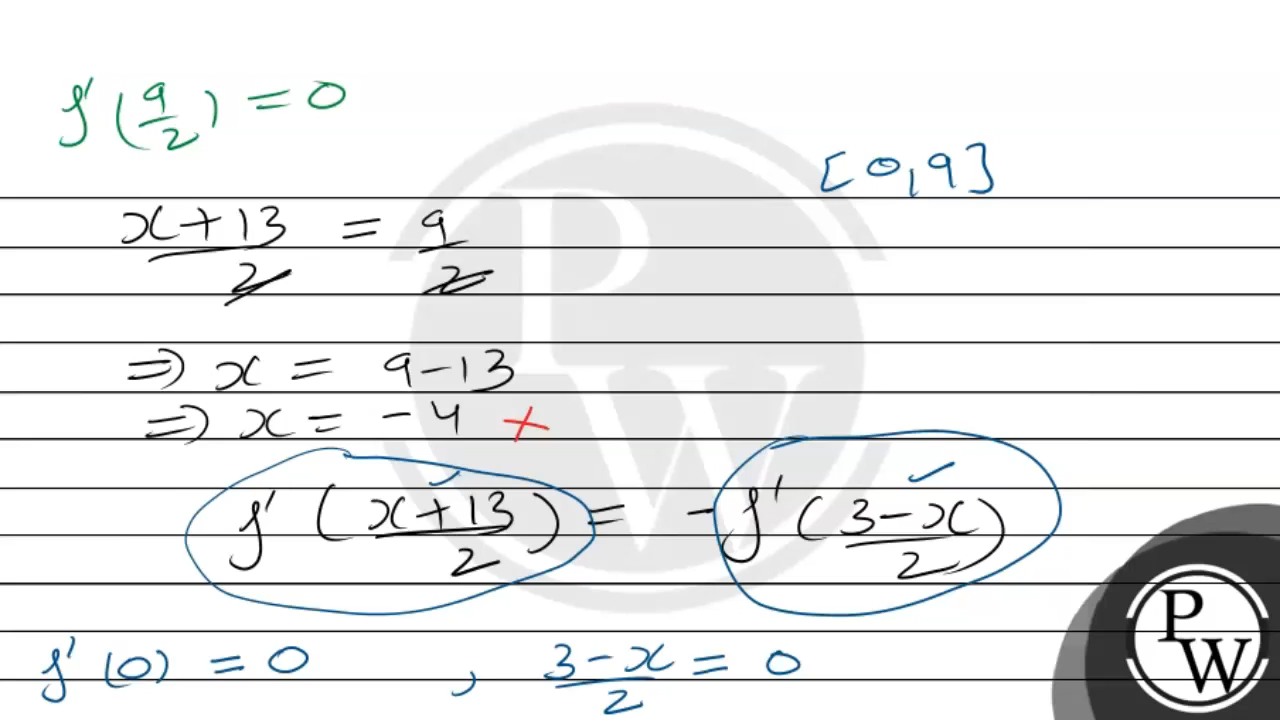 f'(9/2) = 0
[0, 9]
(x+13)/2 = 9/2
⇒ x = 9-13
⇒ x = -4 ×
f'((x+13)/2) = -f'((3-x)/2)
f'(0) = 0 , (3-x)/2 = 0
P
W
P
W